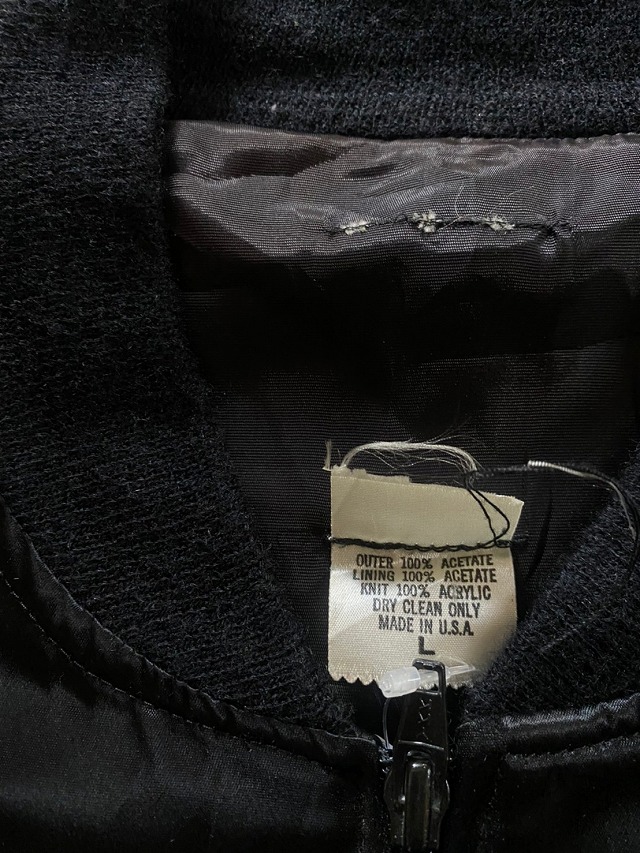 OUTER 100% ACETATE
LINING 100% ACETATE
KNIT 100% ACRYLIC
DRY CLEAN ONLY
MADE IN U.S.A.
L